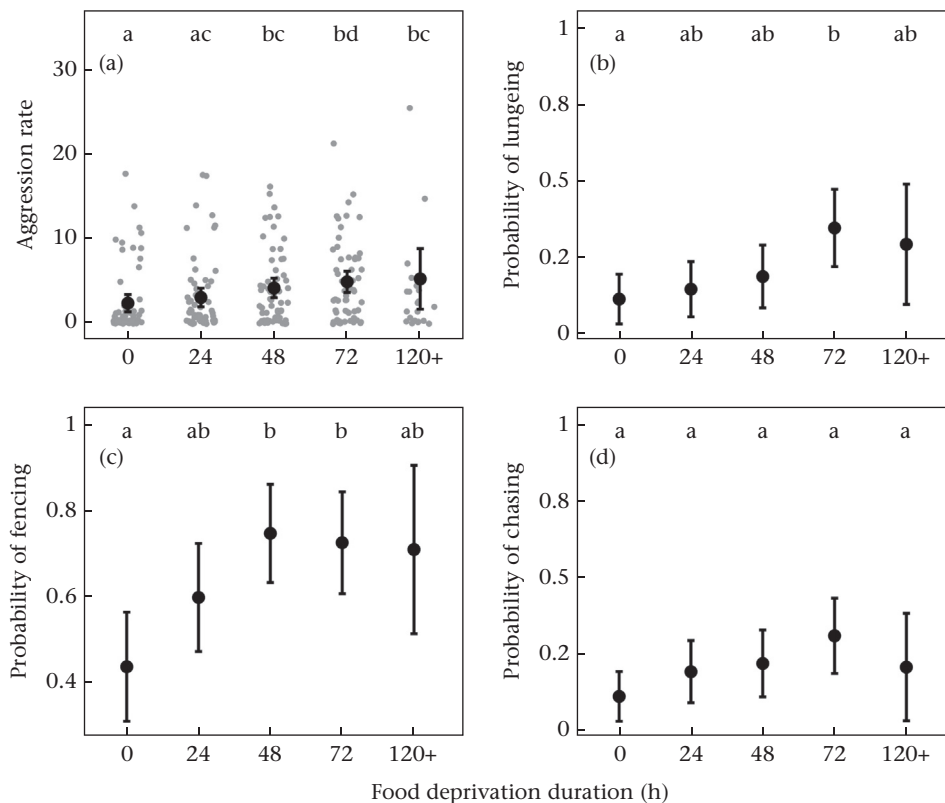 a ac bc bd bc
(a)
Aggression rate
30
20
10
0
0 24 48 72 120+
a ab ab b ab
(b)
Probability of lungeing
1
0.8
0.5
0.2
0
0 24 48 72 120+
a ab b b ab
(c)
Probability of fencing
1
0.8
0.6
0.4
0 24 48 72 120+
a a a a a
(d)
Probability of chasing
1
0.8
0.5
0.2
0
0 24 48 72 120+
Food deprivation duration (h)